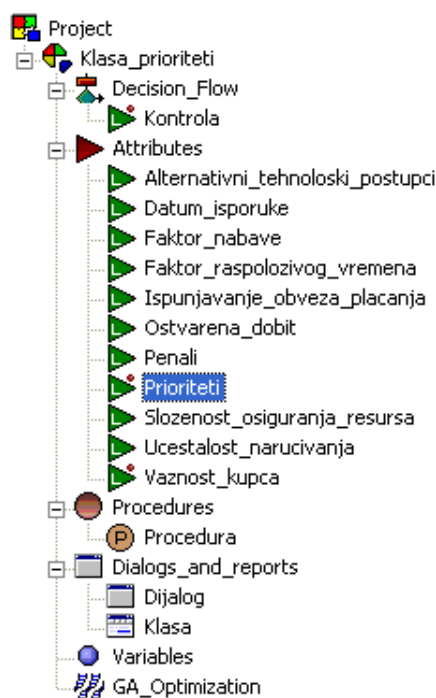 Project
Klasa_prioriteti
Decision_Flow
Kontrola
Attributes
Alternativni_tehnoloski_postupci
Datum_isporuke
Faktor_nabave
Faktor_raspolozivog_vremena
Ispunjavanje_obveza_placanja
Ostvarena_dobit
Penali
Prioriteti
Slozenost_osiguranja_resursa
Ucestalost_narucivanja
Vaznost_kupca
Procedures
P Procedura
Dialogs_and_reports
Dijalog
Klasa
Variables
GA_Optimization